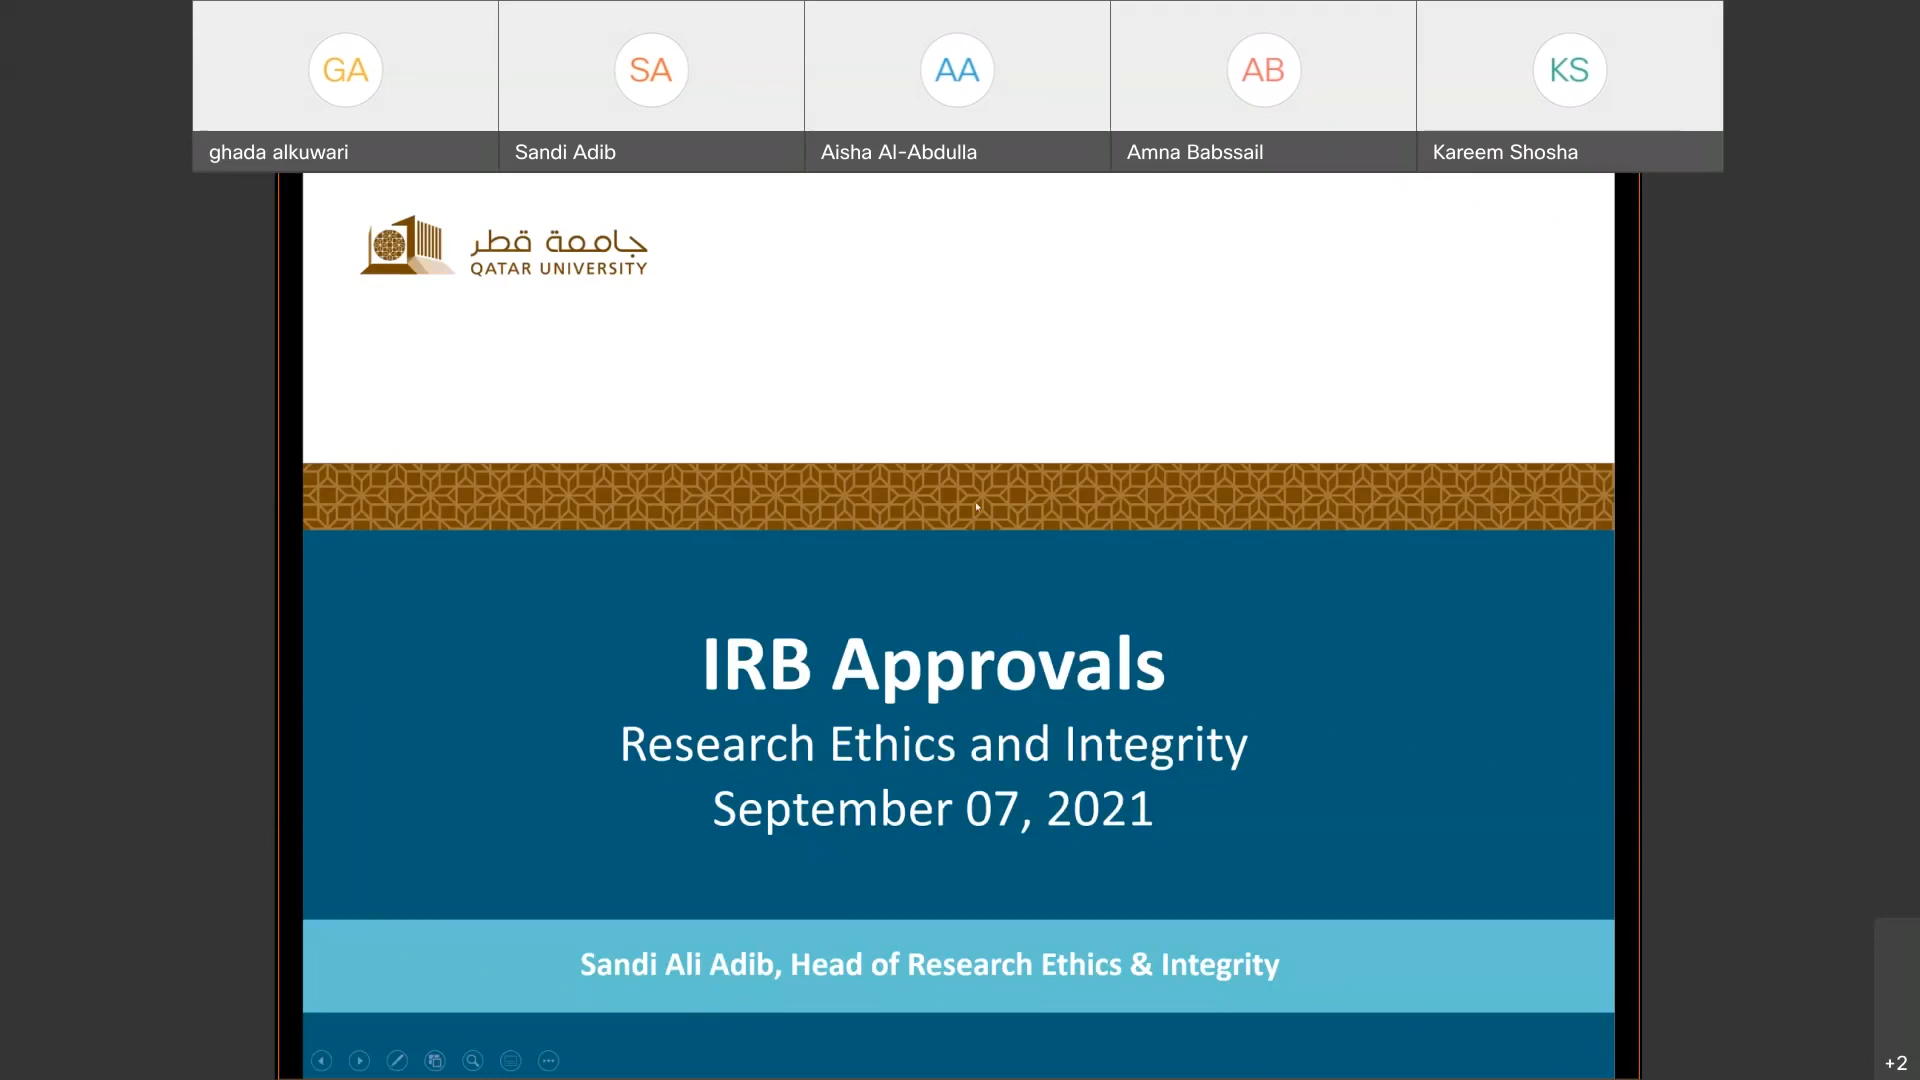 GA
SA
AA
AB
KS
ghada alkuwari
Sandi Adib
Aisha Al-Abdulla
Amna Babssail
Kareem Shosha
جامعة قطر
QATAR UNIVERSITY
IRB Approvals
Research Ethics and Integrity
September 07, 2021
Sandi Ali Adib, Head of Research Ethics & Integrity
+2